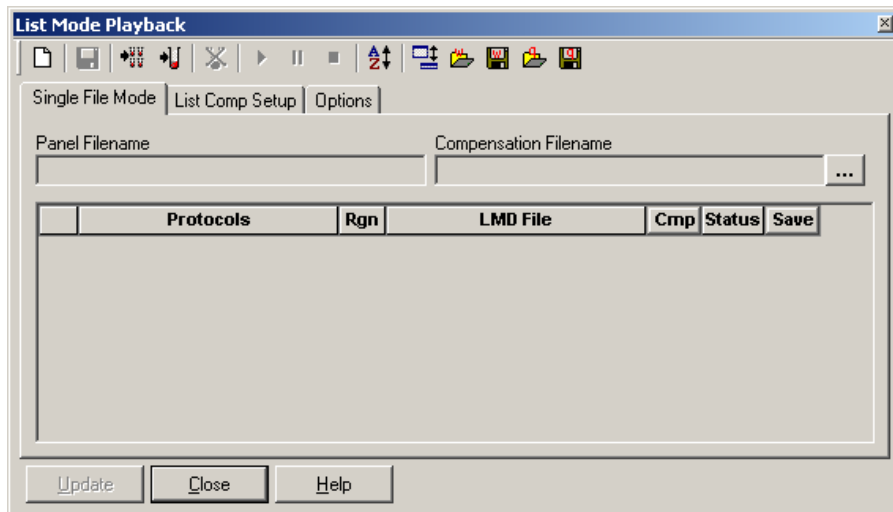 List Mode Playback
Single File Mode List Comp Setup Options
Panel Filename Compensation Filename
...
Protocols Rgn LMD File Cmp Status Save
Update Close Help